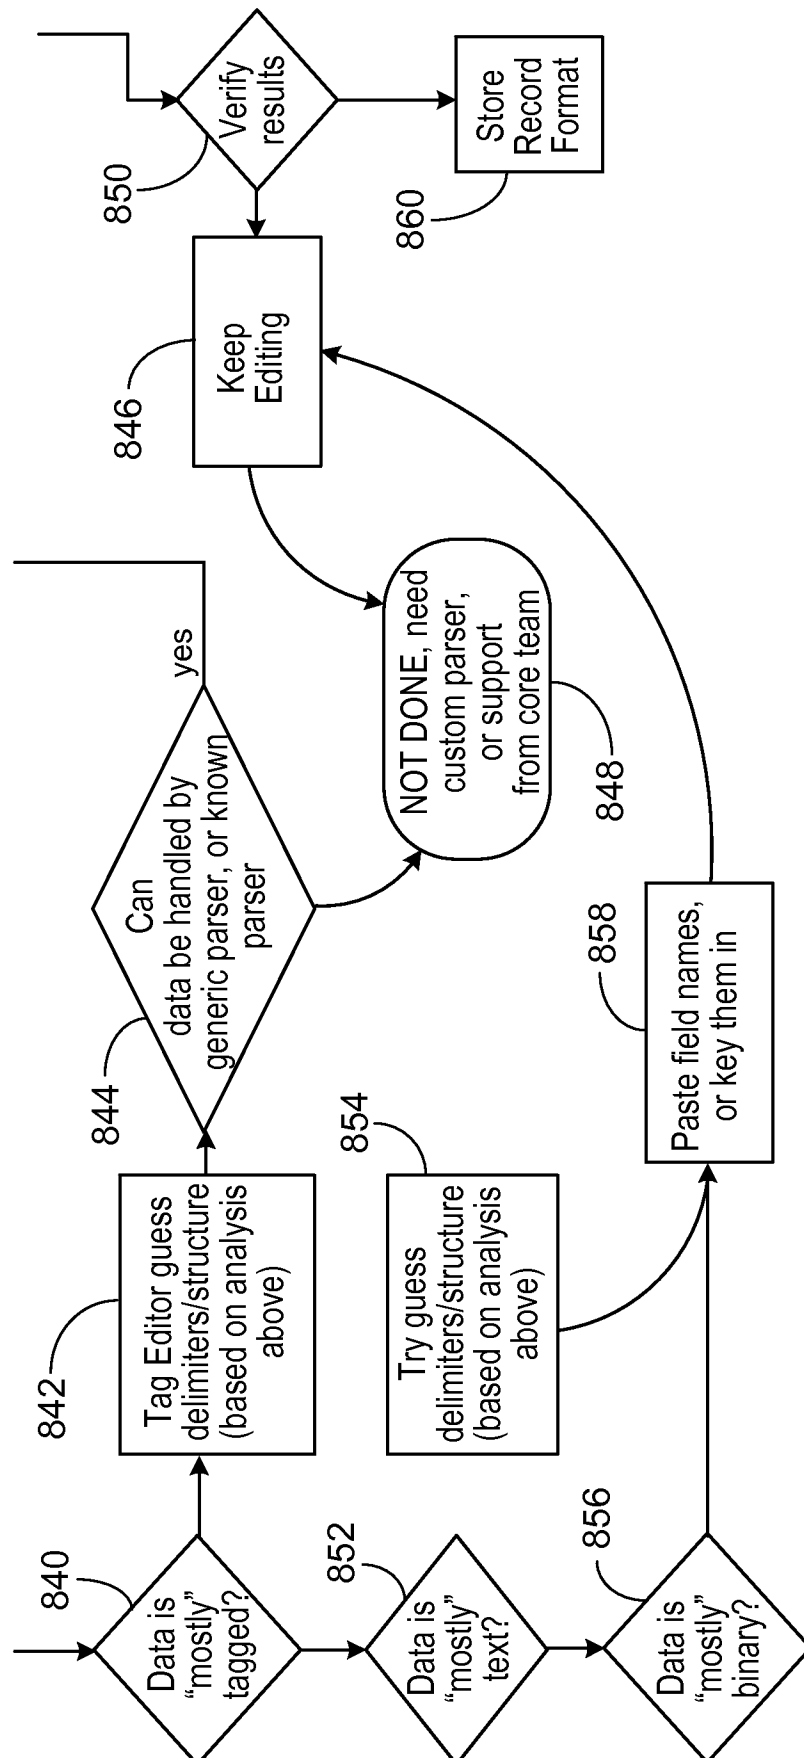 840
Data is
“mostly”
tagged?
842
Tag Editor guess
delimiters/structure
(based on analysis
above)
844
Can
data be handled by
generic parser, or known
parser
yes
846
Keep
Editing
850
Verify
results
852
Data is
“mostly”
text?
854
Try guess
delimiters/structure
(based on analysis
above)
848
NOT DONE, need
custom parser,
or support
from core team
860
Store
Record
Format
856
Data is
“mostly”
binary?
858
Paste field names,
or key them in